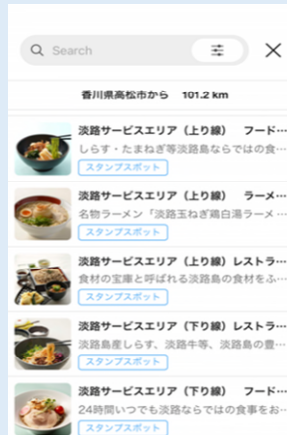 Search
香川県高松市から 101.2 km
淡路サービスエリア（上り線） フード…
しらす・たまねぎ等淡路島ならではの食…
スタンプスポット
淡路サービスエリア（上り線） ラーメ…
名物ラーメン「淡路玉ねぎ鶏白湯ラーメ…
スタンプスポット
淡路サービスエリア（上り線）レストラ…
食材の宝庫と呼ばれる淡路島の食材をふ…
スタンプスポット
淡路サービスエリア（下り線）レストラ…
淡路島産しらす、淡路牛等、淡路島の豊…
スタンプスポット
淡路サービスエリア（下り線） フード…
24時間いつでも淡路ならではの食事をお…
スタンプスポット